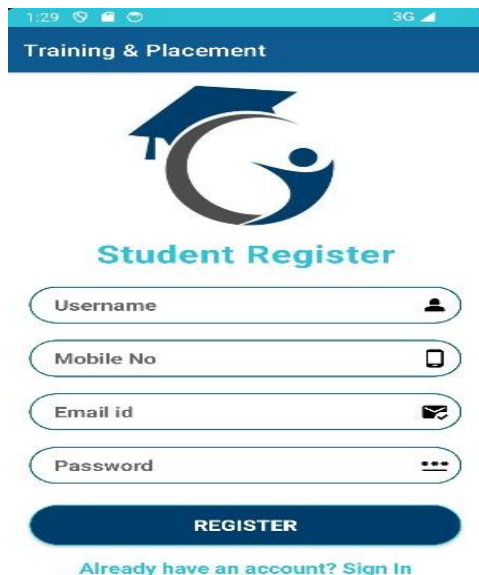 1:29 3G
Training & Placement
Student Register
Username
Mobile No
Email id
Password
REGISTER
Already have an account? Sign In